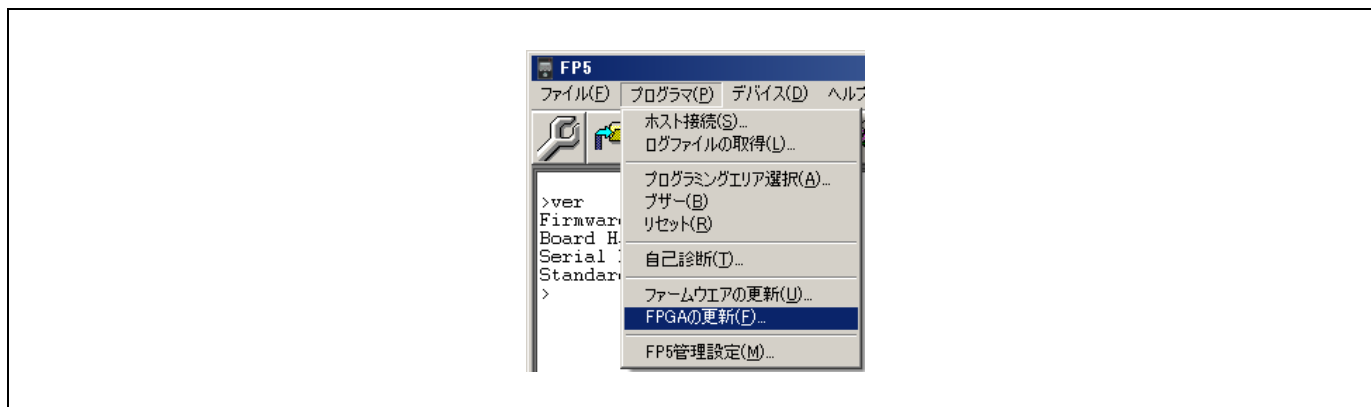 FP5
ファイル(F) プログラマ(P) デバイス(D)
ホスト接続(S)...
ログファイルの取得(L)...
プログラミングエリア選択(A)...
ブザー(B)
リセット(R)
自己診断(T)...
ファームウエアの更新(U)...
FPGAの更新(F)...
FP5管理設定(M)...
>ver
Board
Serial
>